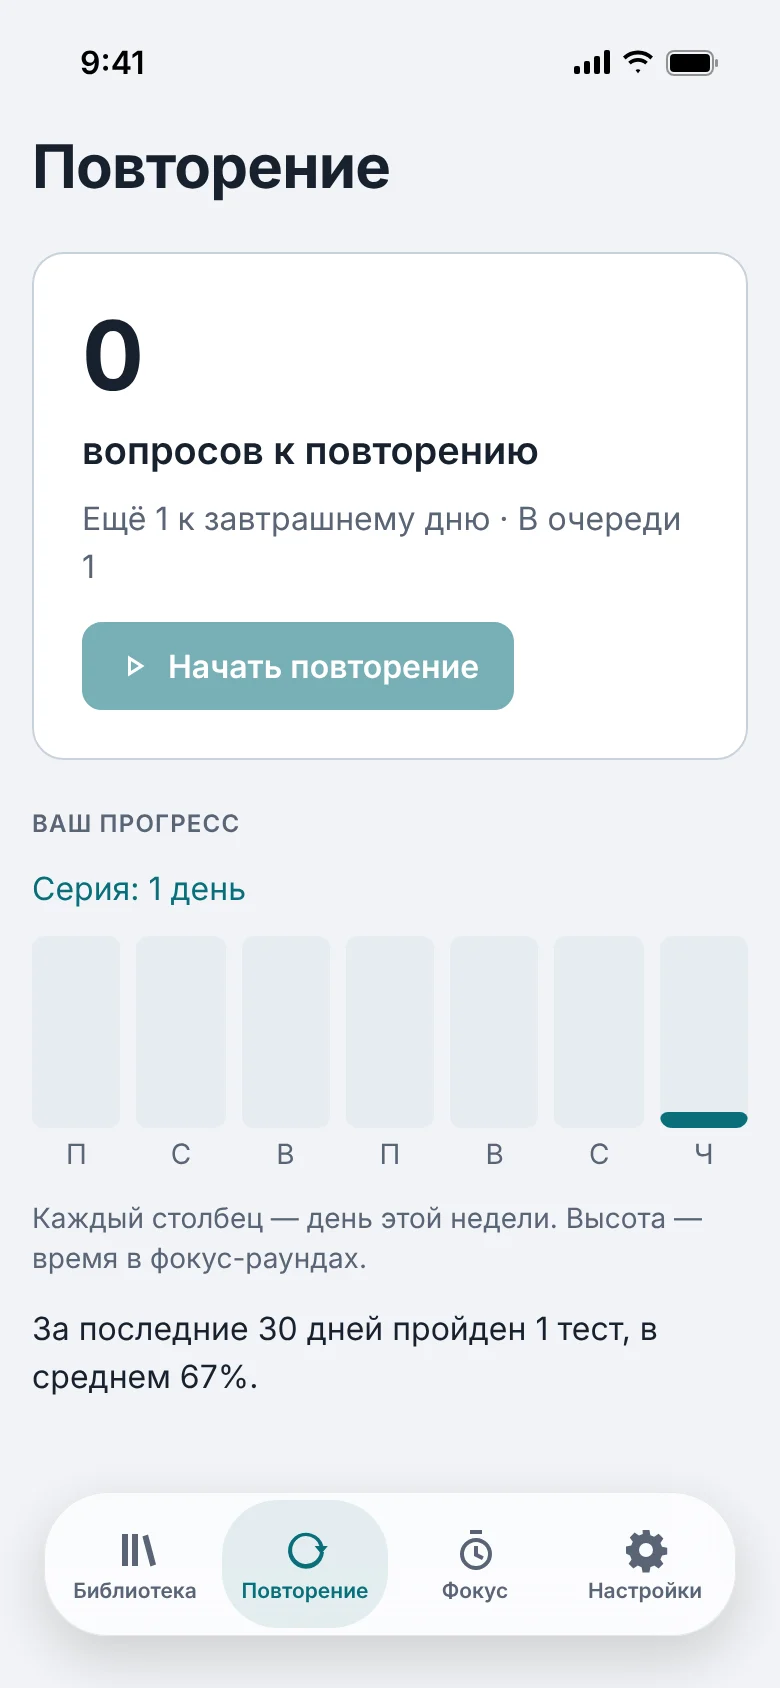 9:41
Повторение
0
вопросов к повторению
Ещё 1 к завтрашнему дню · В очереди
1
Начать повторение
ВАШ ПРОГРЕСС
Серия: 1 день
П С В П В С Ч
Каждый столбец — день этой недели. Высота —
время в фокус-раундах.
За последние 30 дней пройден 1 тест, в
среднем 67%.
Библиотека Повторение Фокус Настройки